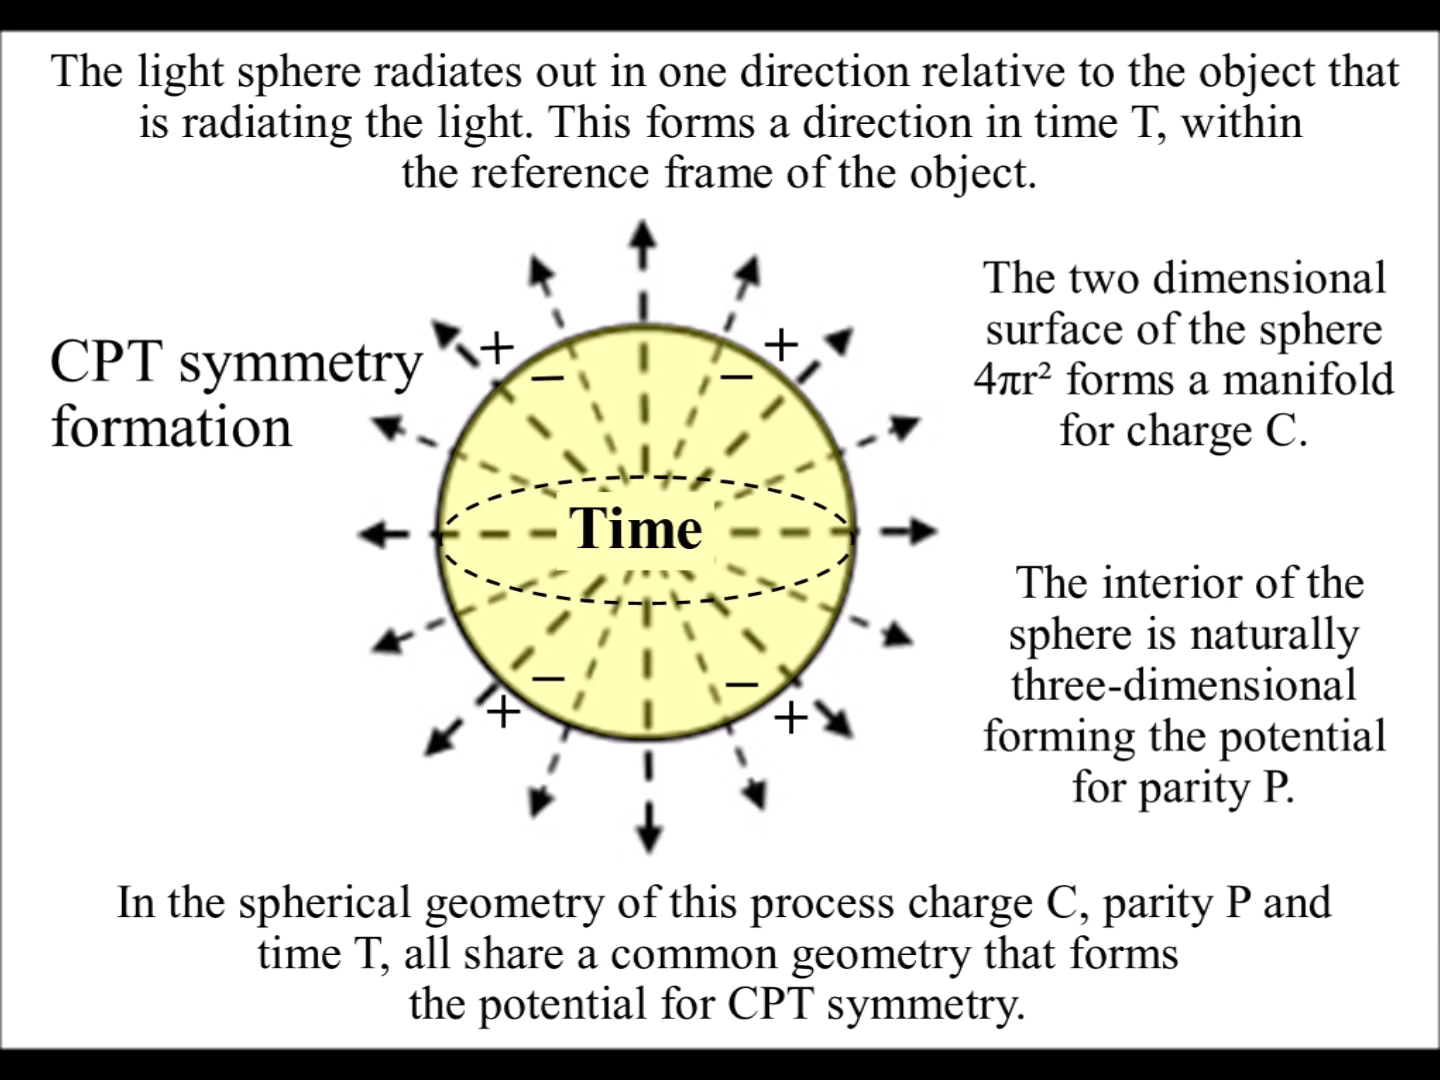 The light sphere radiates out in one direction relative to the object that
is radiating the light. This forms a direction in time T, within
the reference frame of the object.
CPT symmetry
formation
+
−
+
−
The two dimensional
surface of the sphere
4πr² forms a manifold
for charge C.
Time
The interior of the
sphere is naturally
three-dimensional
forming the potential
for parity P.
−
+
−
+
In the spherical geometry of this process charge C, parity P and
time T, all share a common geometry that forms
the potential for CPT symmetry.